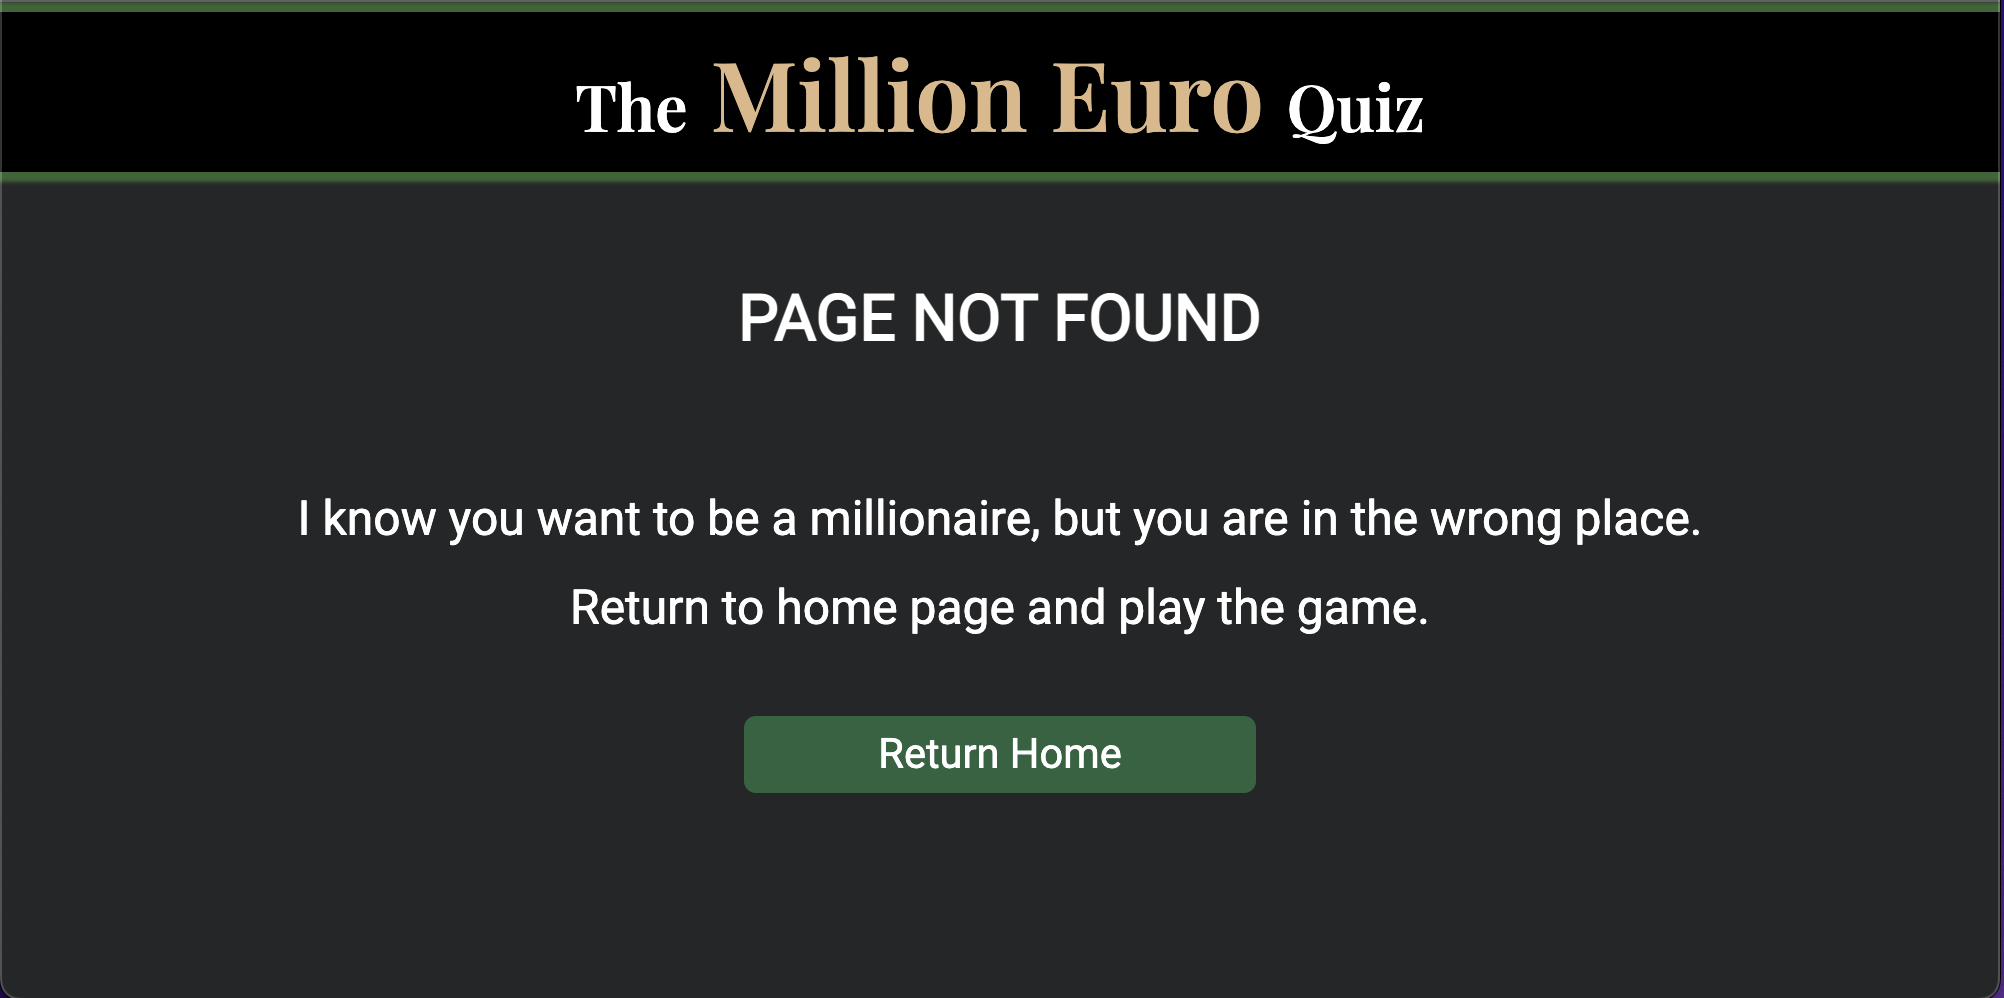 The Million Euro Quiz
PAGE NOT FOUND
I know you want to be a millionaire, but you are in the wrong place.
Return to home page and play the game.
Return Home